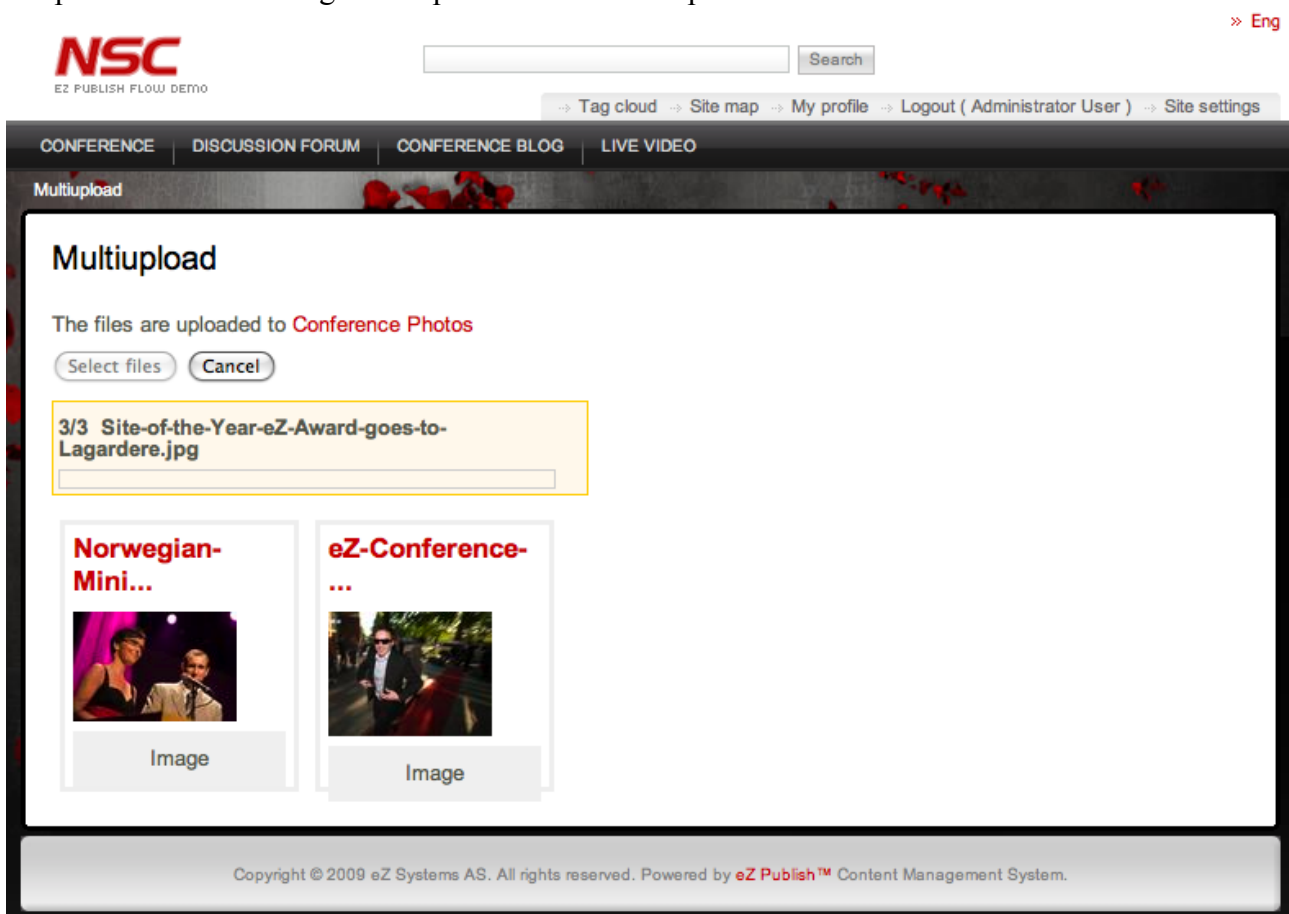 » Eng
NSC
EZ PUBLISH FLOW DEMO
Search
Tag cloud Site map My profile Logout ( Administrator User ) Site settings
CONFERENCE DISCUSSION FORUM CONFERENCE BLOG LIVE VIDEO
Multiupload
Multiupload
The files are uploaded to Conference Photos
Select files Cancel
3/3 Site-of-the-Year-eZ-Award-goes-to-
Lagardere.jpg
Norwegian-
Mini...
eZ-Conference-
...
Image
Image
Copyright © 2009 eZ Systems AS. All rights reserved. Powered by eZ Publish™ Content Management System.